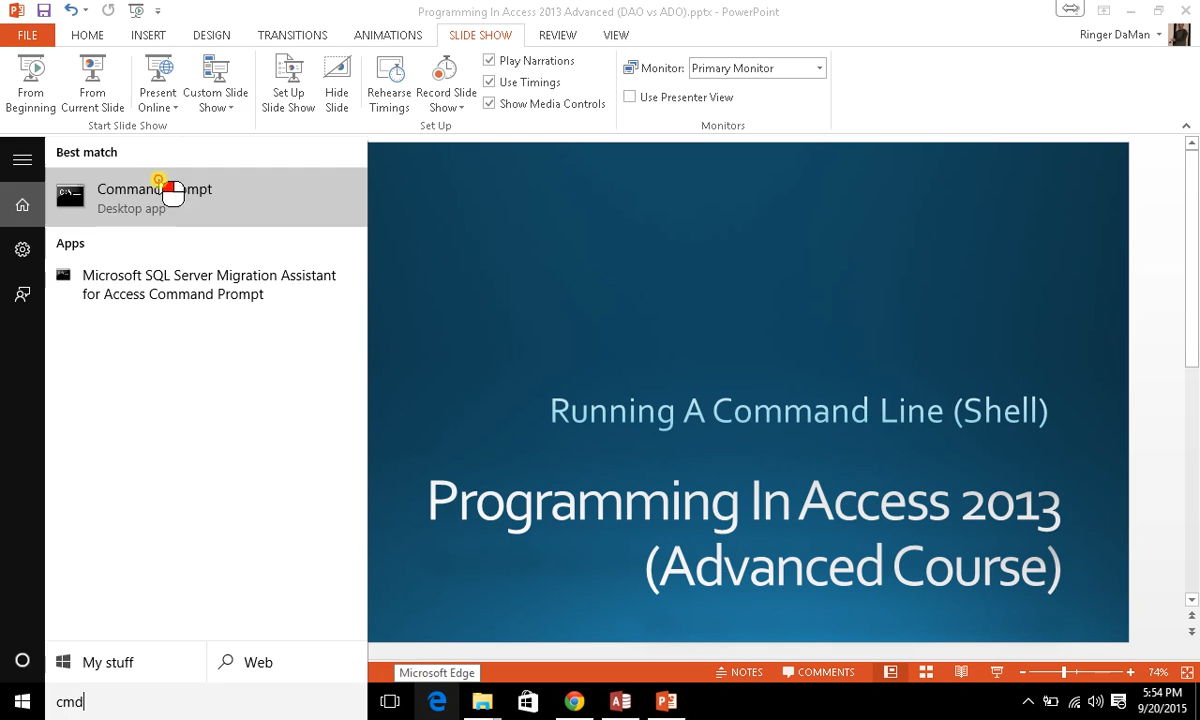 Programming In Access 2013 Advanced (DAO vs ADO).pptx - PowerPoint
FILE HOME INSERT DESIGN TRANSITIONS ANIMATIONS SLIDE SHOW REVIEW VIEW Ringer DaMan
From Beginning
From Current Slide
Present Online
Custom Slide Show
Start Slide Show
Set Up Slide Show
Hide Slide
Rehearse Timings
Record Slide Show
Play Narrations
Use Timings
Show Media Controls
Set Up
Monitor: Primary Monitor
Use Presenter View
Monitors
Best match
Command
Desktop app
Apps
Microsoft SQL Server Migration Assistant
for Access Command Prompt
Running A Command Line (Shell)
Programming In Access 2013
(Advanced Course)
My stuff
Web
Microsoft Edge
NOTES COMMENTS 74%
cmd
5:54 PM
9/20/2015